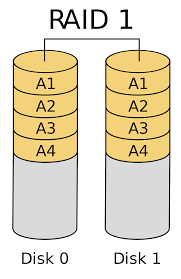 RAID 1
A1 A1
A2 A2
A3 A3
A4 A4
Disk 0 Disk 1